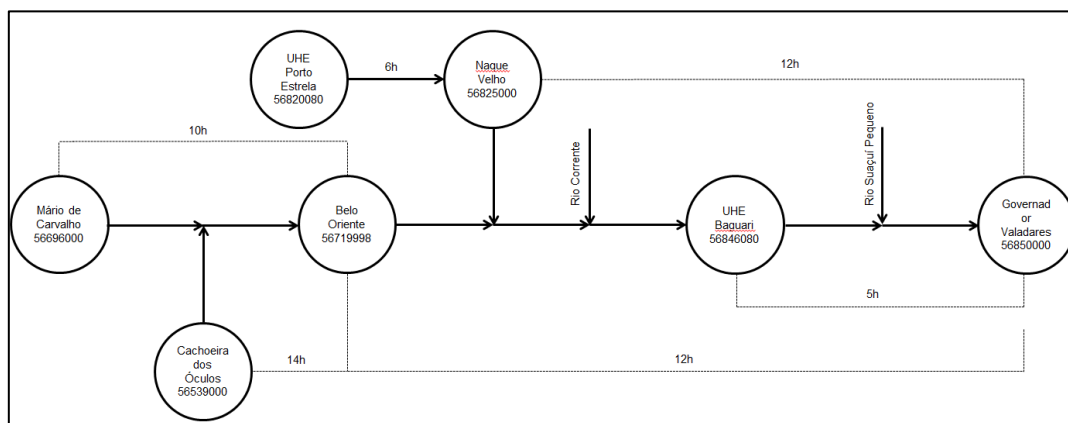 UHE
Porto
Estrela
56820080
6h
Naque
Velho
56825000
12h
10h
Rio Corrente
Rio Suaçuí Pequeno
Mário de
Carvalho
56696000
Belo
Oriente
56719998
UHE
Baguari
56846080
Governad
or
Valadares
56850000
5h
Cachoeira
dos
Óculos
56539000
14h
12h